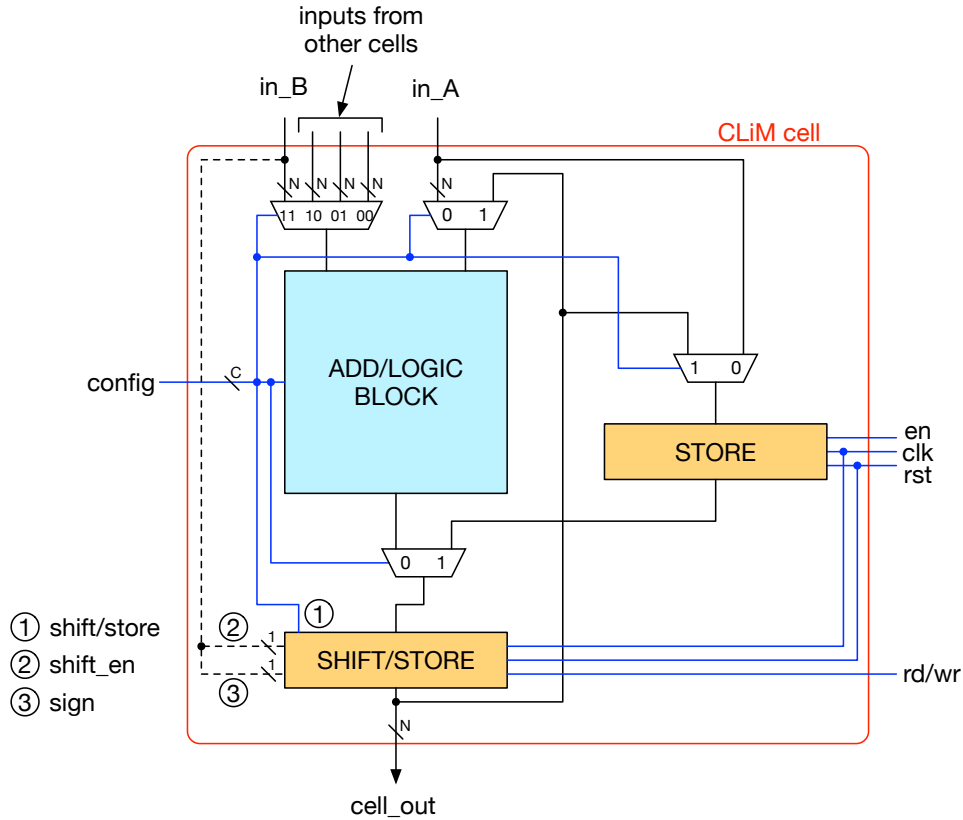 inputs from
other cells
in_B
in_A
CLiM cell
N
N
N
N
N
11 10 01 00
0 1
ADD/LOGIC
BLOCK
config
C
1 0
STORE
en
clk
rst
0 1
1
1 shift/store
2 shift_en
3 sign
2
1
1
3
SHIFT/STORE
rd/wr
N
cell_out